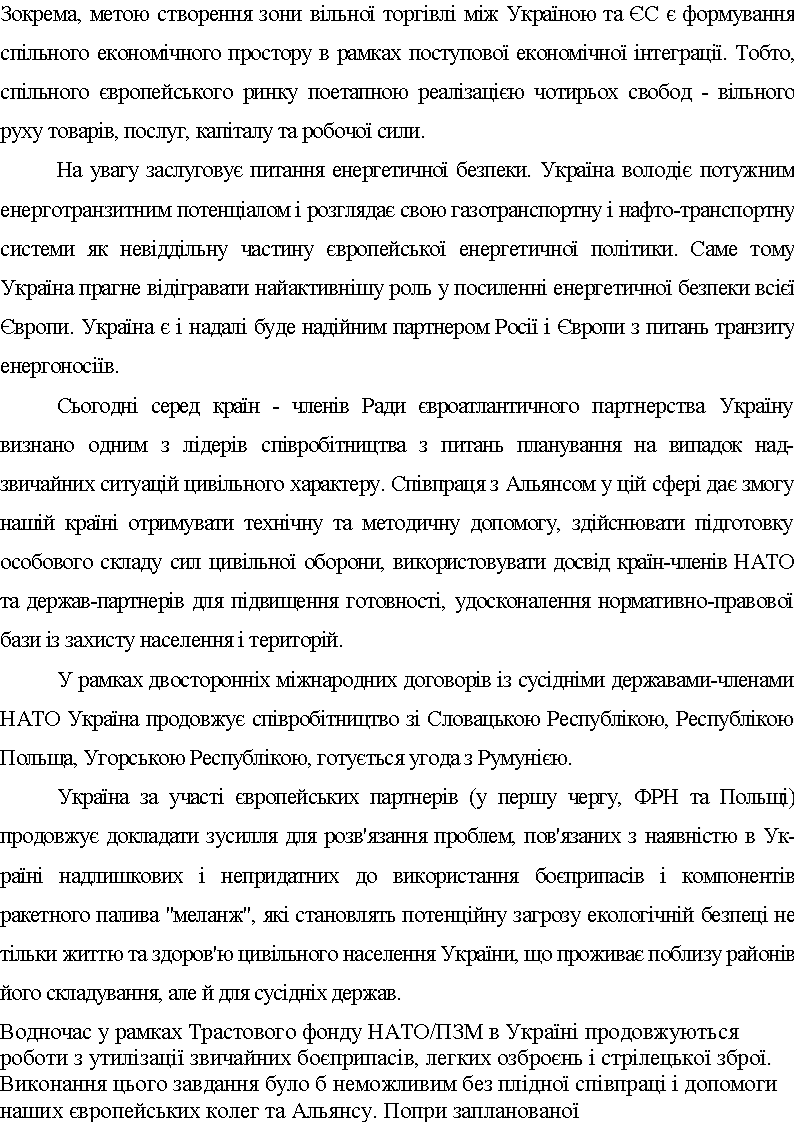 Зокрема, метою створення зони вільної торгівлі між Україною та ЄС є формування
спільного економічного простору в рамках поступової економічної інтеграції. Тобто,
спільного європейського ринку поетапною реалізацією чотирьох свобод - вільного
руху товарів, послуг, капіталу та робочої сили.
На увагу заслуговує питання енергетичної безпеки. Україна володіє потужним
енерготранзитним потенціалом і розглядає свою газотранспортну і нафто-транспортну
системи як невіддільну частину європейської енергетичної політики. Саме тому
Україна прагне відігравати найактивнішу роль у посиленні енергетичної безпеки всієї
Європи. Україна є і надалі буде надійним партнером Росії і Європи з питань транзиту
енергоносіїв.
Сьогодні серед країн - членів Ради євроатлантичного партнерства Україну
визнано одним з лідерів співробітництва з питань планування на випадок над-
звичайних ситуацій цивільного характеру. Співпраця з Альянсом у цій сфері дає змогу
нашій країні отримувати технічну та методичну допомогу, здійснювати підготовку
особового складу сил цивільної оборони, використовувати досвід країн-членів НАТО
та держав-партнерів для підвищення готовності, удосконалення нормативно-правової
бази із захисту населення і територій.
У рамках двосторонніх міжнародних договорів із сусідніми державами-членами
НАТО Україна продовжує співробітництво зі Словацькою Республікою, Республікою
Польща, Угорською Республікою, готується угода з Румунією.
Україна за участі європейських партнерів (у першу чергу, ФРН та Польщі)
продовжує докладати зусилля для розв'язання проблем, пов'язаних з наявністю в Ук-
раїні надлишкових і непридатних до використання боєприпасів і компонентів
ракетного палива "меланж", які становлять потенційну загрозу екологічній безпеці не
тільки життю та здоров'ю цивільного населення України, що проживає поблизу районів
його складування, але й для сусідніх держав.
Водночас у рамках Трастового фонду НАТО/ПЗМ в Україні продовжуються
роботи з утилізації звичайних боєприпасів, легких озброєнь і стрілецької зброї.
Виконання цього завдання було б неможливим без плідної співпраці і допомоги
наших європейських колег та Альянсу. Попри запланованої